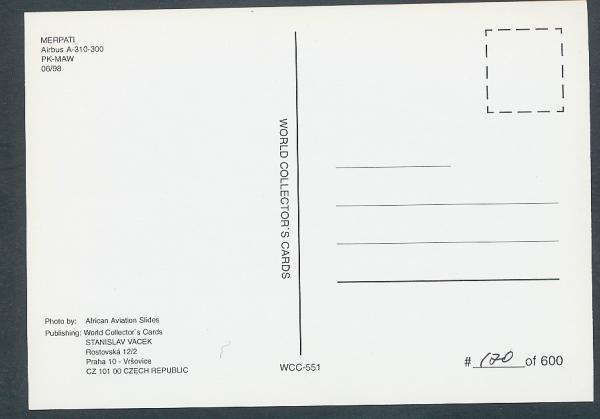 MERPATI
Airbus A-310-300
PK-MAW
06/98
WORLD COLLECTOR'S CARDS
Photo by: African Aviation Slides
Publishing: World Collector's Cards
STANISLAV VACEK
Rostovská 12/2
Praha 10 - Vršovice
CZ 101 00 CZECH REPUBLIC
WCC-551
# 170 of 600